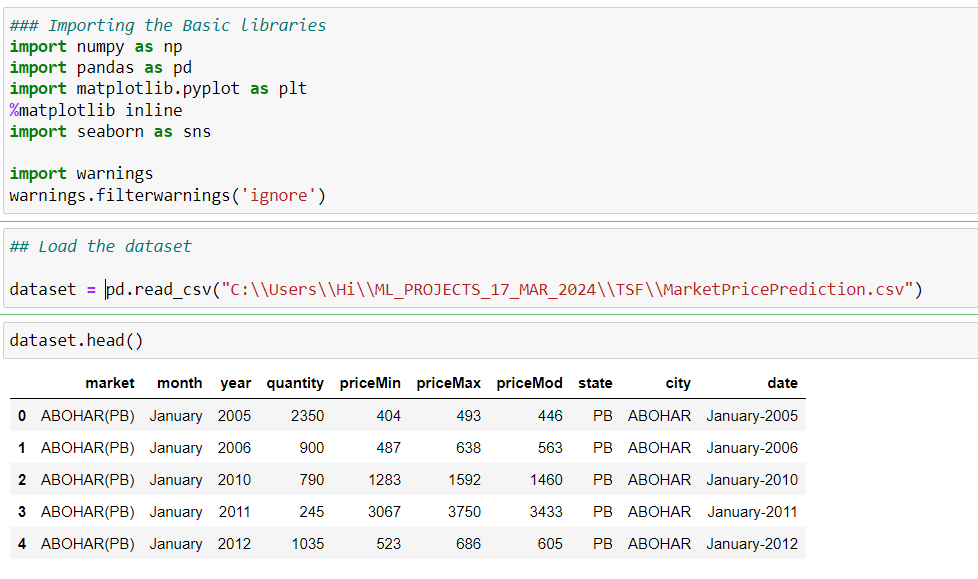 ### Importing the Basic libraries
import numpy as np
import pandas as pd
import matplotlib.pyplot as plt
%matplotlib inline
import seaborn as sns
import warnings
warnings.filterwarnings('ignore')
## Load the dataset
dataset = pd.read_csv("C:\\Users\\Hi\\ML_PROJECTS_17_MAR_2024\\TSF\\MarketPricePrediction.csv")
dataset.head()
market month year quantity priceMin priceMax priceMod state city date
0 ABOHAR(PB) January 2005 2350 404 493 446 PB ABOHAR January-2005
1 ABOHAR(PB) January 2006 900 487 638 563 PB ABOHAR January-2006
2 ABOHAR(PB) January 2010 790 1283 1592 1460 PB ABOHAR January-2010
3 ABOHAR(PB) January 2011 245 3067 3750 3433 PB ABOHAR January-2011
4 ABOHAR(PB) January 2012 1035 523 686 605 PB ABOHAR January-2012